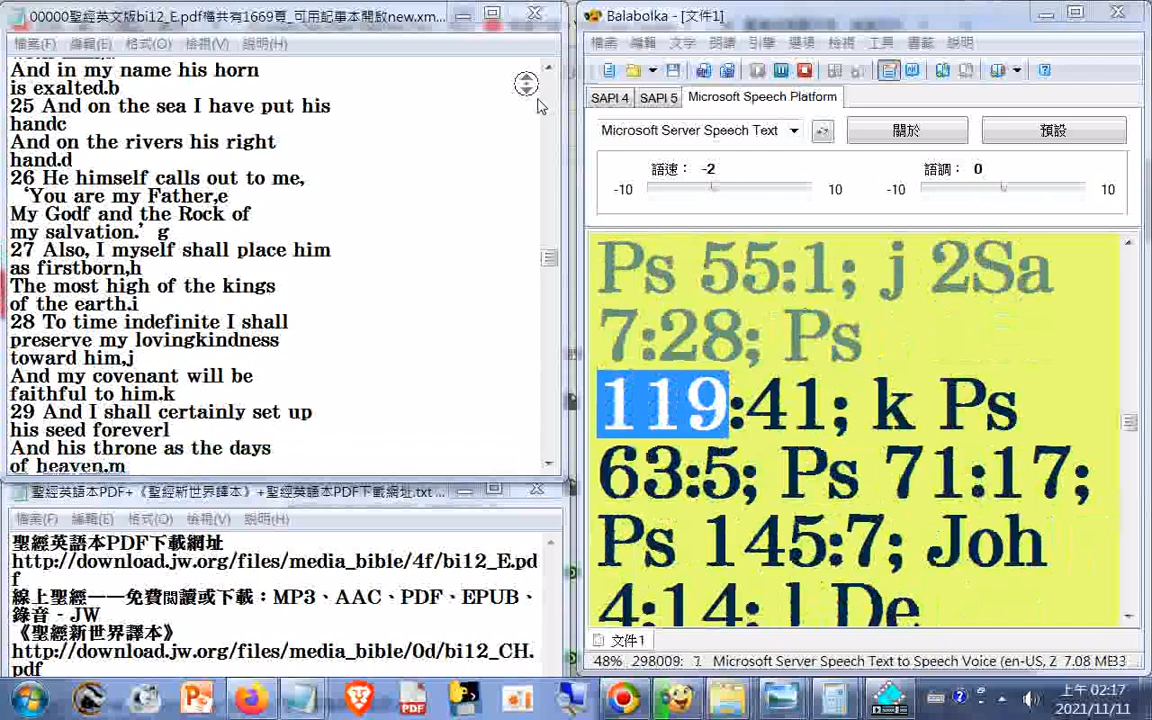 00000聖經英文版bi12_E.pdf檔共有1669頁_可用記事本開啟new.xm...
檔案(F) 編輯(E) 格式(O) 檢視(V) 說明(H)
And in my name his horn
is exalted.b
25 And on the sea I have put his
handc
And on the rivers his right
hand.d
26 He himself calls out to me,
‘You are my Father,e
My Godf and the Rock of
my salvation.’ g
27 Also, I myself shall place him
as firstborn,h
The most high of the kings
of the earth.i
28 To time indefinite I shall
preserve my lovingkindness
toward him,j
And my covenant will be
faithful to him.k
29 And I shall certainly set up
his seed foreverl
And his throne as the days
of heaven.m
聖經英語本PDF+《聖經新世界譯本》+聖經英語本PDF下載網址.txt ...
檔案(F) 編輯(E) 格式(O) 檢視(V) 說明(H)
聖經英語本PDF下載網址
http://download.jw.org/files/media_bible/4f/bi12_E.pd
f
線上聖經——免費閱讀或下載：MP3、AAC、PDF、EPUB、
錄音 - JW
《聖經新世界譯本》
http://download.jw.org/files/media_bible/0d/bi12_CH.
pdf
Balabolka - [文件1]
檔案 編輯 文字 朗讀 引擎 選項 檢視 工具 書籤 說明
SAPI 4 SAPI 5 Microsoft Speech Platform
Microsoft Server Speech Text 關於 預設
語速： -2 語調： 0
-10 10 -10 10
Ps 55:1; j 2Sa
7:28; Ps
119:41; k Ps
63:5; Ps 71:17;
Ps 145:7; Joh
4:14; l De
文件1
48% 298009: Microsoft Server Speech Text to Speech Voice (en-US, Z 7.08 MB
上午 02:17
2021/11/11